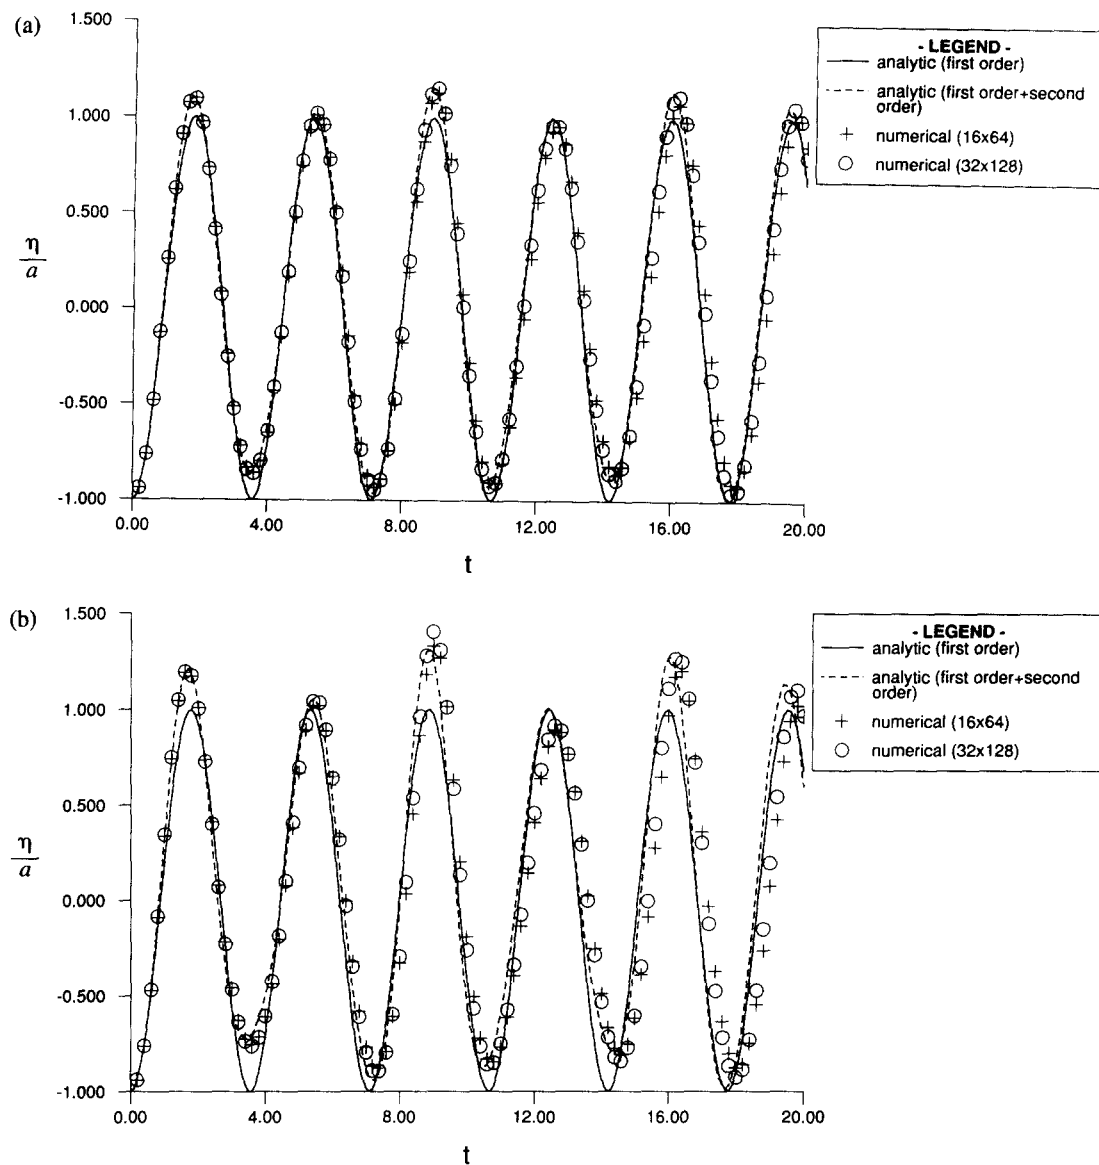 (a)
1.500
1.000
0.500
0.000
-0.500
-1.000
η
a
0.00
4.00
8.00
12.00
16.00
20.00
t
- LEGEND -
analytic (first order)
analytic (first order+second
order)
numerical (16x64)
numerical (32x128)
(b)
1.500
1.000
0.500
0.000
-0.500
-1.000
η
a
0.00
4.00
8.00
12.00
16.00
20.00
t
- LEGEND -
analytic (first order)
analytic (first order+second
order)
numerical (16x64)
numerical (32x128)